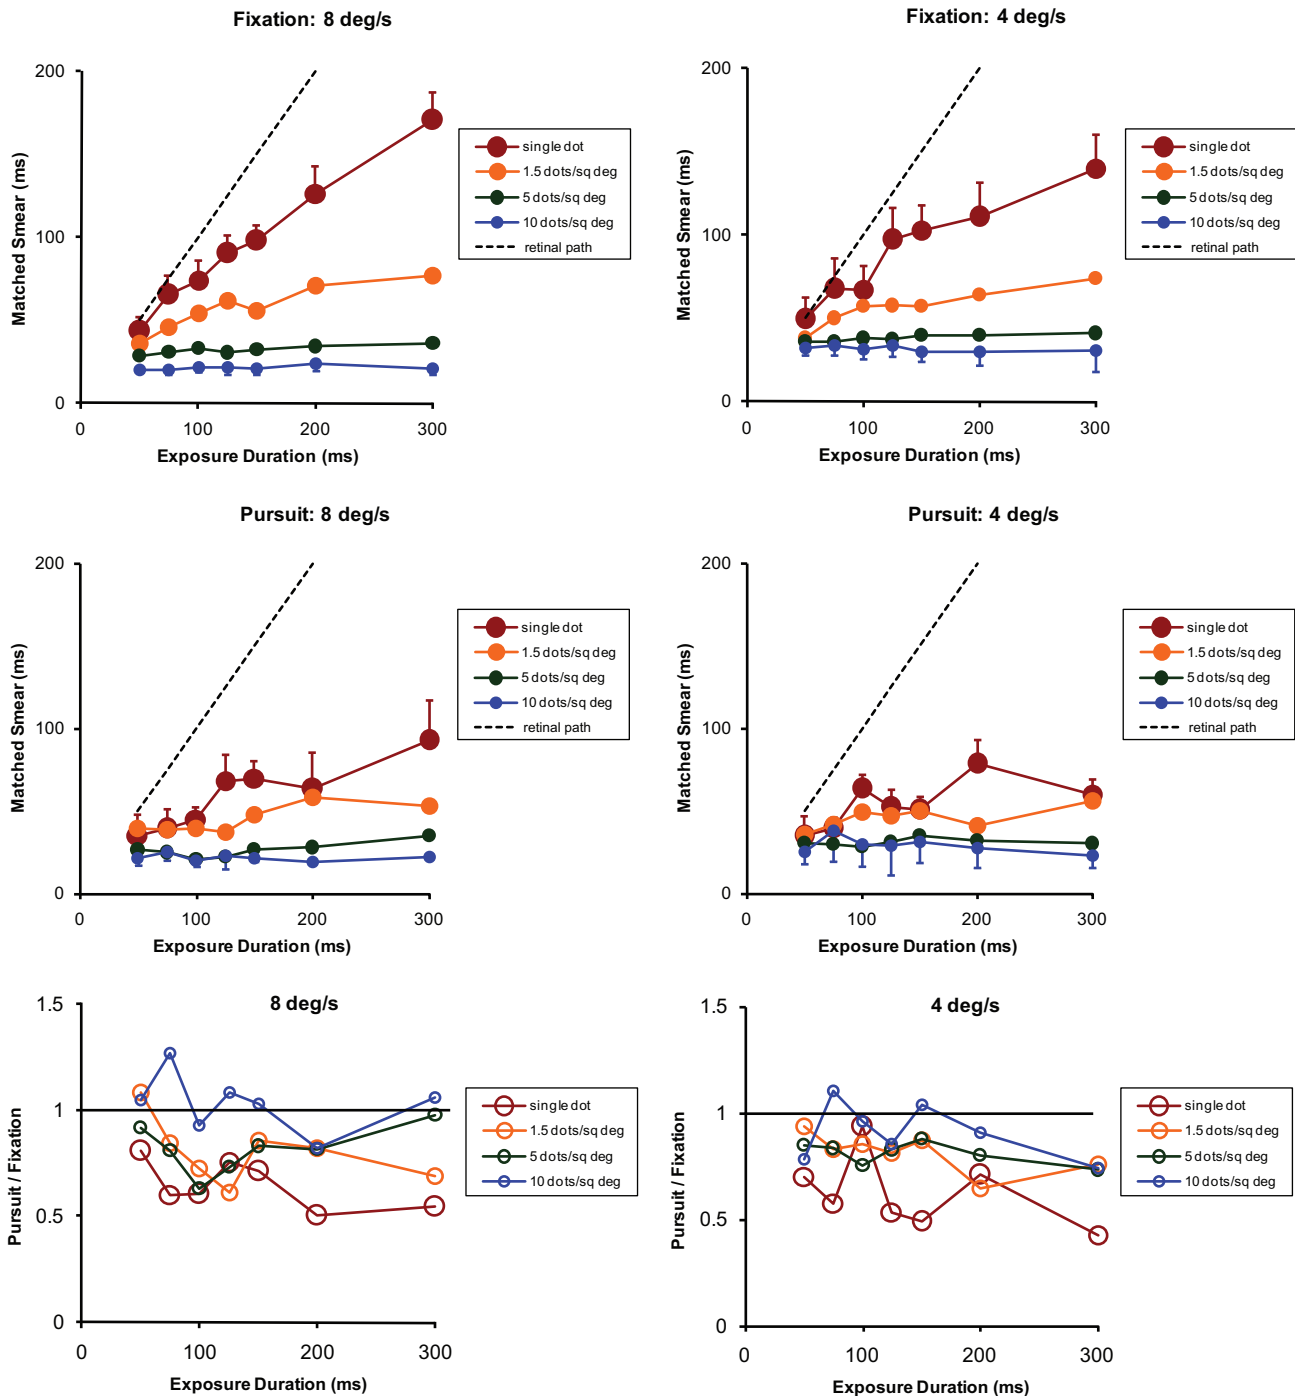 Fixation: 8 deg/s
200
100
0
0
100
200
300
Matched Smear (ms)
Exposure Duration (ms)
single dot
1.5 dots/sq deg
5 dots/sq deg
10 dots/sq deg
retinal path
Fixation: 4 deg/s
200
100
0
0
100
200
300
Matched Smear (ms)
Exposure Duration (ms)
single dot
1.5 dots/sq deg
5 dots/sq deg
10 dots/sq deg
retinal path
Pursuit: 8 deg/s
200
100
0
0
100
200
300
Matched Smear (ms)
Exposure Duration (ms)
single dot
1.5 dots/sq deg
5 dots/sq deg
10 dots/sq deg
retinal path
Pursuit: 4 deg/s
200
100
0
0
100
200
300
Matched Smear (ms)
Exposure Duration (ms)
single dot
1.5 dots/sq deg
5 dots/sq deg
10 dots/sq deg
retinal path
8 deg/s
1.5
1
0.5
0
0
100
200
300
Pursuit / Fixation
Exposure Duration (ms)
single dot
1.5 dots/sq deg
5 dots/sq deg
10 dots/sq deg
4 deg/s
1.5
1
0.5
0
0
100
200
300
Pursuit / Fixation
Exposure Duration (ms)
single dot
1.5 dots/sq deg
5 dots/sq deg
10 dots/sq deg